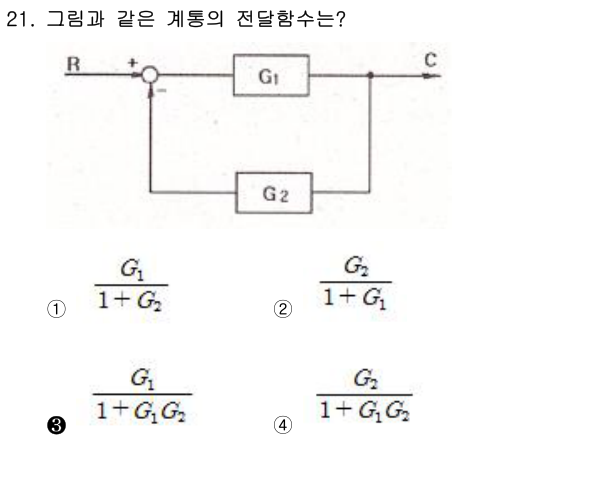 21. 그림과 같은 계통의 전달함수는?
R + G1 C
−
G2
① G₁/(1+G₂) ② G₂/(1+G₁)
❸ G₁/(1+G₁G₂) ④ G₂/(1+G₁G₂)